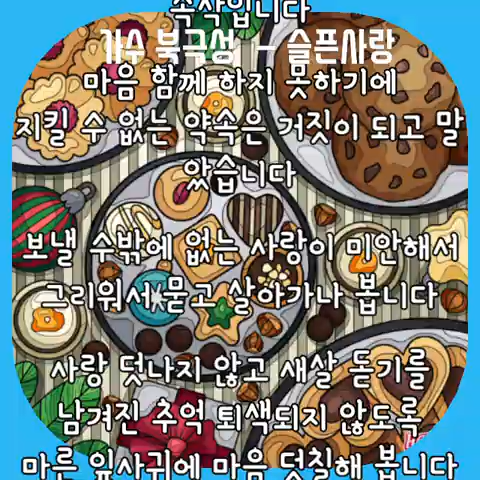 속삭입니다
가수 북극성 - 슬픈사랑
마음 함께 하지 못하기에
지킬 수 없는 약속은 거짓이 되고 말
았습니다
보낼 수밖에 없는 사랑이 미안해서
그리워서 묻고 살아가나 봅니다
사랑 덧나지 않고 새살 돋기를
남겨진 추억 퇴색되지 않도록
마른 잎사귀에 마음 덧칠해 봅니다